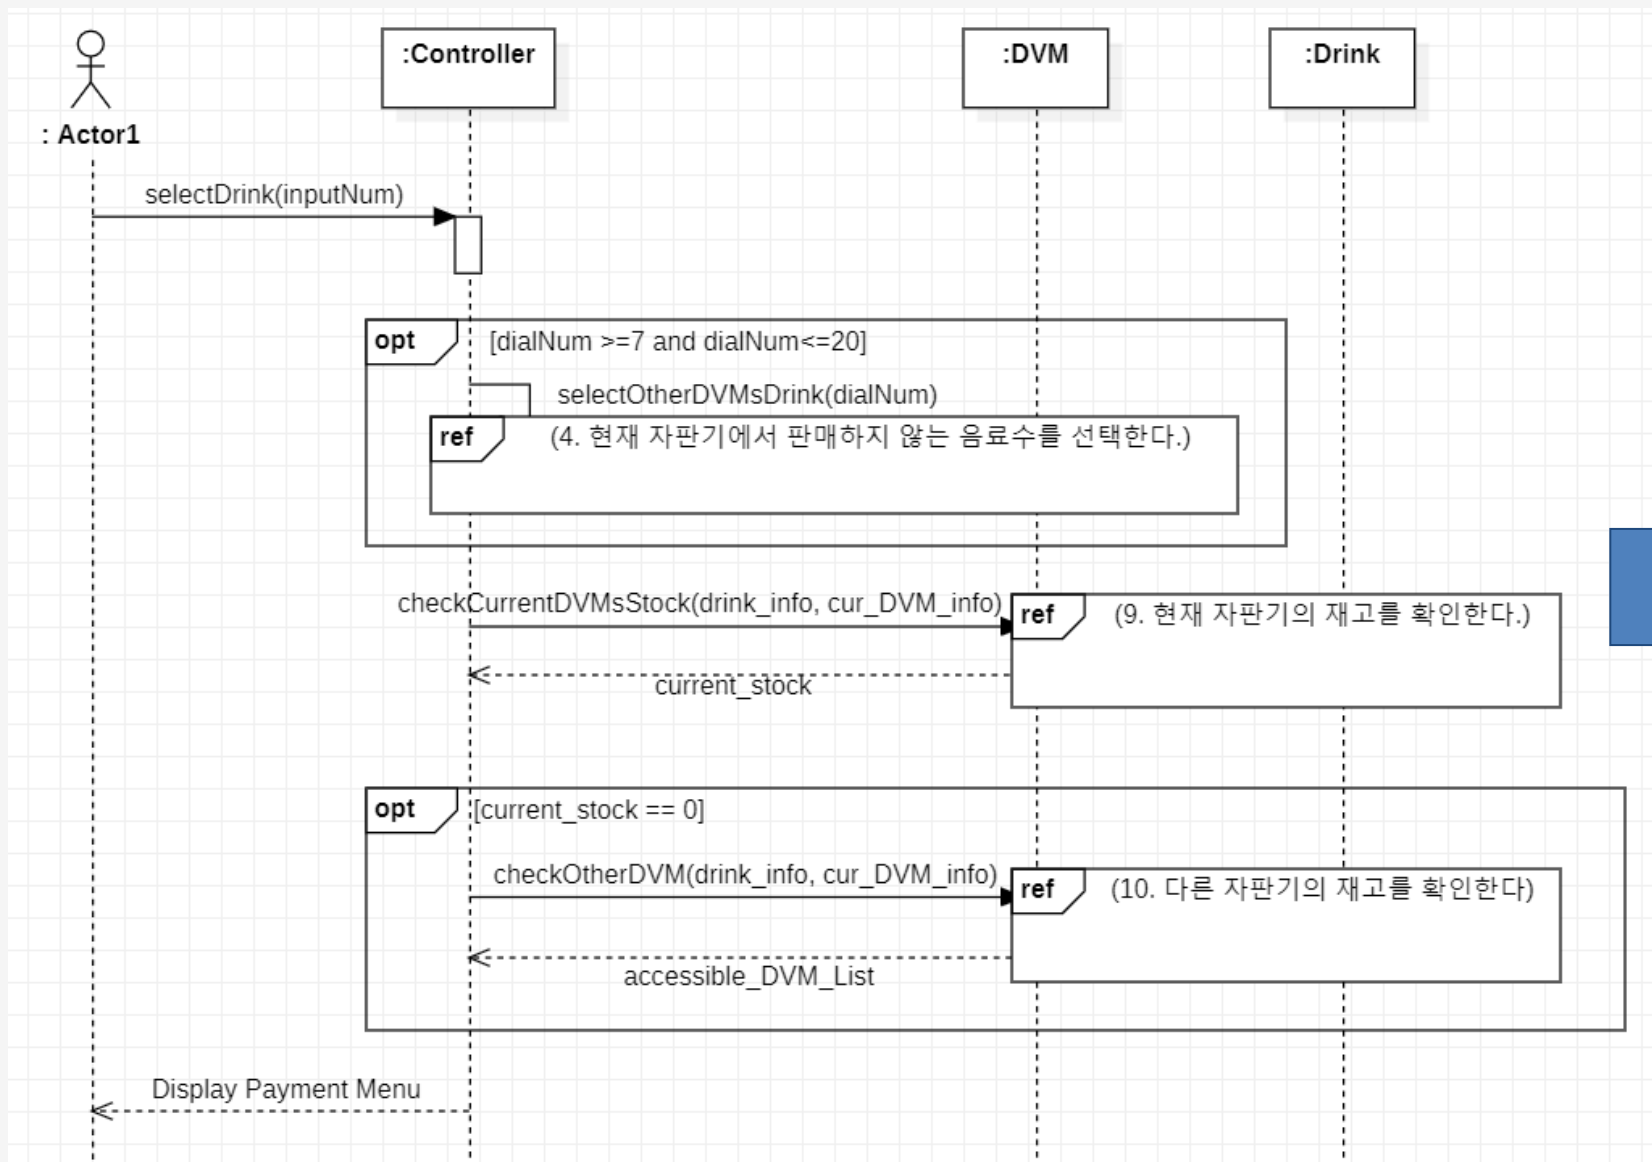 :Controller
:DVM
:Drink
: Actor1
selectDrink(inputNum)
opt
[dialNum >=7 and dialNum<=20]
selectOtherDVMsDrink(dialNum)
ref
(4. 현재 자판기에서 판매하지 않는 음료수를 선택한다.)
checkCurrentDVMsStock(drink_info, cur_DVM_info)
ref
(9. 현재 자판기의 재고를 확인한다.)
current_stock
opt
[current_stock == 0]
checkOtherDVM(drink_info, cur_DVM_info)
ref
(10. 다른 자판기의 재고를 확인한다)
accessible_DVM_List
Display Payment Menu